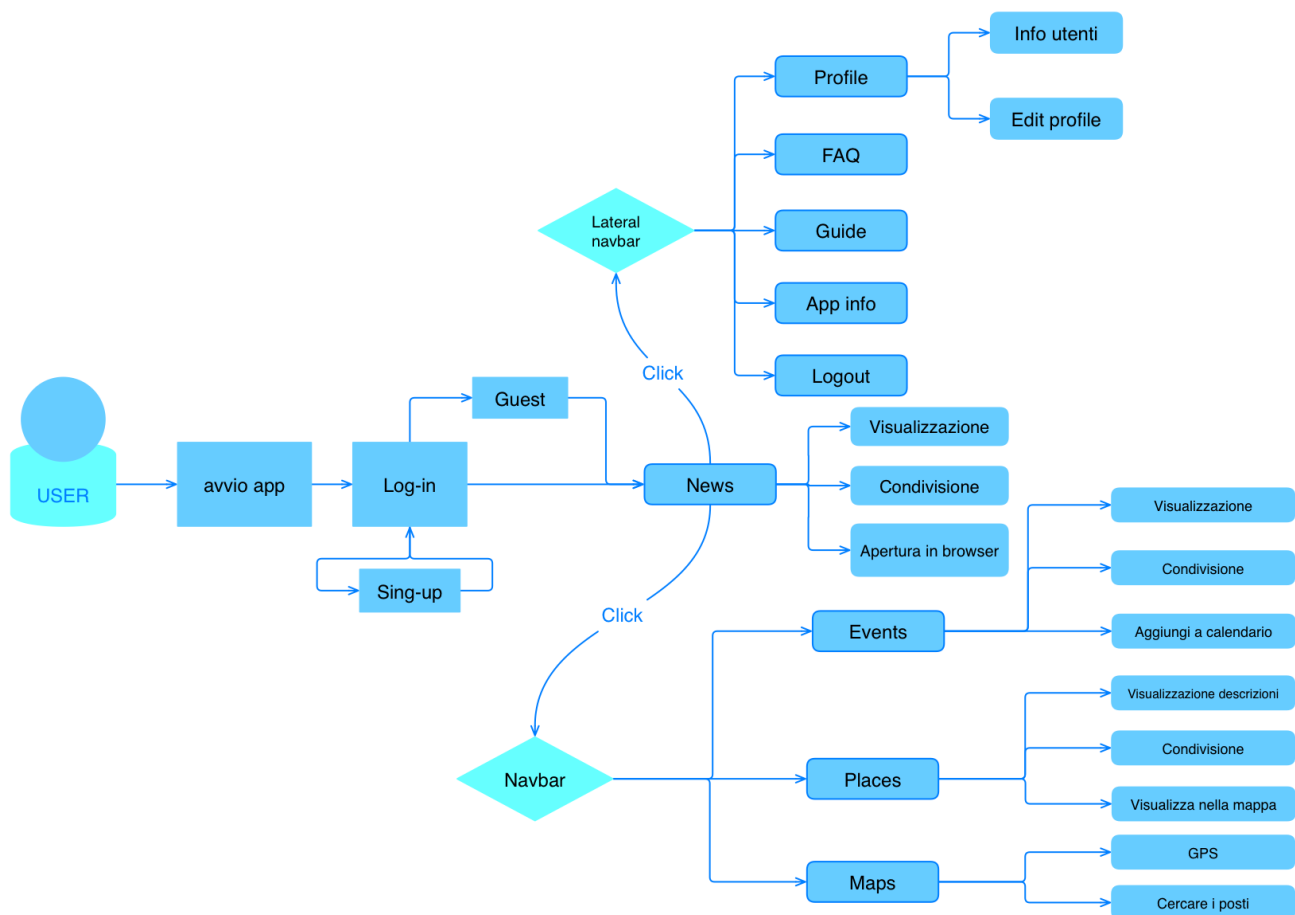 Info utenti
Profile
Edit profile
FAQ
Lateral
navbar
Guide
App info
Click
Logout
Guest
Visualizzazione
USER
avvio app
Log-in
News
Condivisione
Apertura in browser
Sing-up
Click
Visualizzazione
Condivisione
Events
Aggiungi a calendario
Visualizzazione descrizioni
Condivisione
Navbar
Places
Visualizza nella mappa
GPS
Maps
Cercare i posti